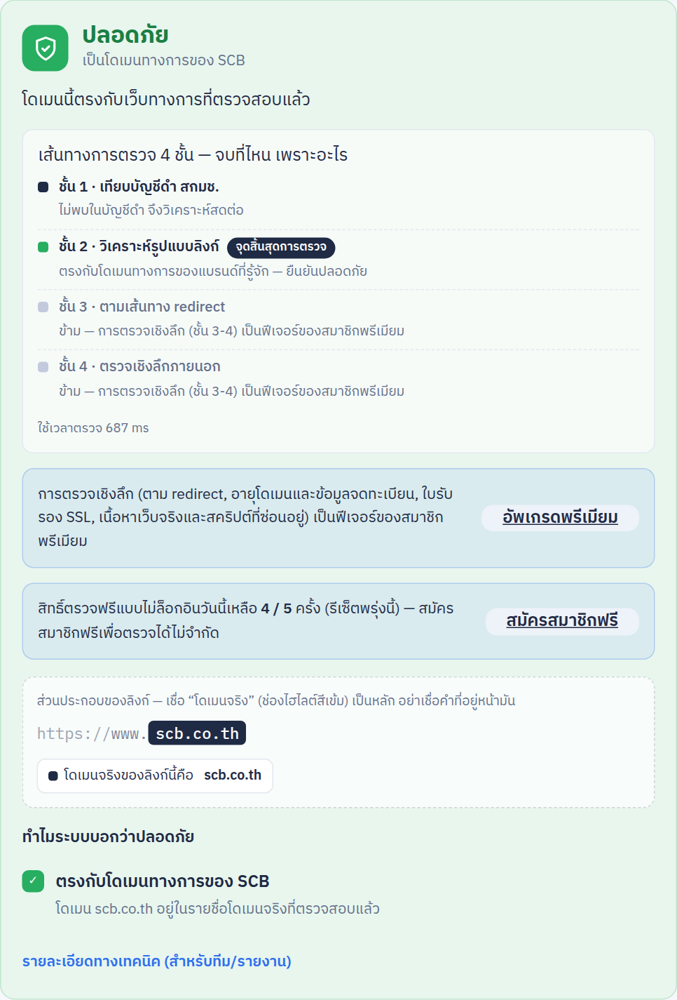 ปลอดภัย
เป็นโดเมนทางการของ SCB
โดเมนนี้ตรงกับเว็บทางการที่ตรวจสอบแล้ว
เส้นทางการตรวจ 4 ชั้น — จบที่ไหน เพราะอะไร
ชั้น 1 · เทียบบัญชีดำ สกมช.
ไม่พบในบัญชีดำ จึงวิเคราะห์สดต่อ
ชั้น 2 · วิเคราะห์รูปแบบลิงก์ จุดสิ้นสุดการตรวจ
ตรงกับโดเมนทางการของแบรนด์ที่รู้จัก — ยืนยันปลอดภัย
ชั้น 3 · ตามเส้นทาง redirect
ข้าม — การตรวจเชิงลึก (ชั้น 3-4) เป็นฟีเจอร์ของสมาชิกพรีเมียม
ชั้น 4 · ตรวจเชิงลึกภายนอก
ข้าม — การตรวจเชิงลึก (ชั้น 3-4) เป็นฟีเจอร์ของสมาชิกพรีเมียม
ใช้เวลาตรวจ 687 ms
การตรวจเชิงลึก (ตาม redirect, อายุโดเมนและข้อมูลจดทะเบียน, ใบรับ
รอง SSL, เนื้อหาเว็บจริงและสคริปต์ที่ซ่อนอยู่) เป็นฟีเจอร์ของสมาชิก
พรีเมียม
อัพเกรดพรีเมียม
สิทธิ์ตรวจฟรีแบบไม่ล็อกอินวันนี้เหลือ 4 / 5 ครั้ง (รีเซ็ตพรุ่งนี้) — สมัคร
สมาชิกฟรีเพื่อตรวจได้ไม่จำกัด
สมัครสมาชิกฟรี
ส่วนประกอบของลิงก์ — เชื่อ “โดเมนจริง” (ช่องไฮไลต์สีเข้ม) เป็นหลัก อย่าเชื่อคำที่อยู่หน้ามัน
https://www.scb.co.th
โดเมนจริงของลิงก์นี้คือ scb.co.th
ทำไมระบบบอกว่าปลอดภัย
✓ ตรงกับโดเมนทางการของ SCB
โดเมน scb.co.th อยู่ในรายชื่อโดเมนจริงที่ตรวจสอบแล้ว
รายละเอียดทางเทคนิค (สำหรับทีม/รายงาน)